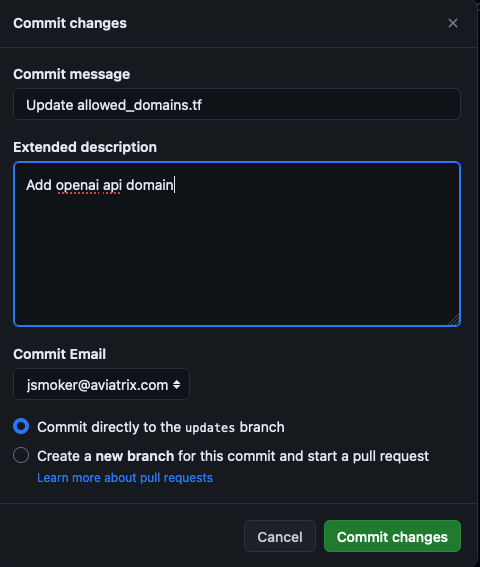 Commit changes
Commit message
Update allowed_domains.tf
Extended description
Add openai api domain
Commit Email
jsmoker@aviatrix.com
Commit directly to the updates branch
Create a new branch for this commit and start a pull request
Learn more about pull requests
Cancel
Commit changes